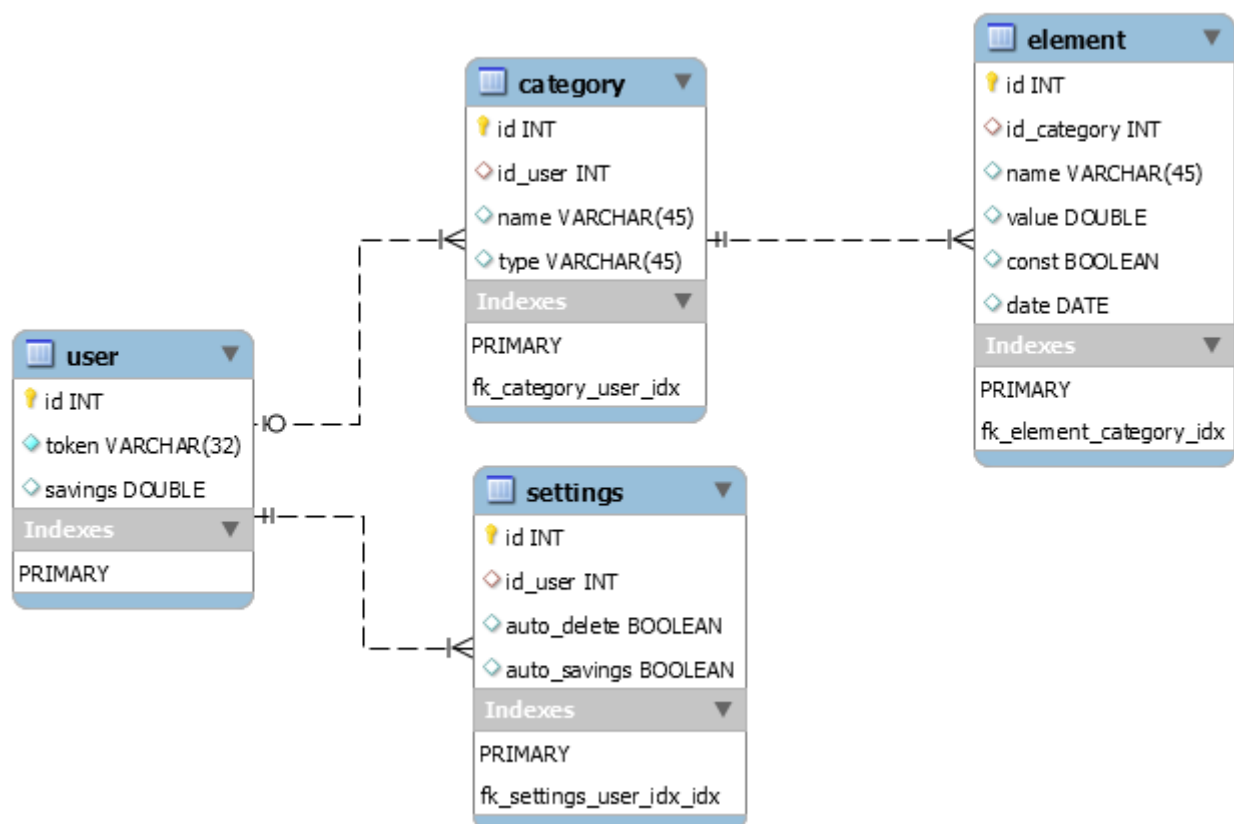 user
id INT
token VARCHAR(32)
savings DOUBLE
Indexes
PRIMARY
category
id INT
id_user INT
name VARCHAR(45)
type VARCHAR(45)
Indexes
PRIMARY
fk_category_user_idx
settings
id INT
id_user INT
auto_delete BOOLEAN
auto_savings BOOLEAN
Indexes
PRIMARY
fk_settings_user_idx_idx
element
id INT
id_category INT
name VARCHAR(45)
value DOUBLE
const BOOLEAN
date DATE
Indexes
PRIMARY
fk_element_category_idx